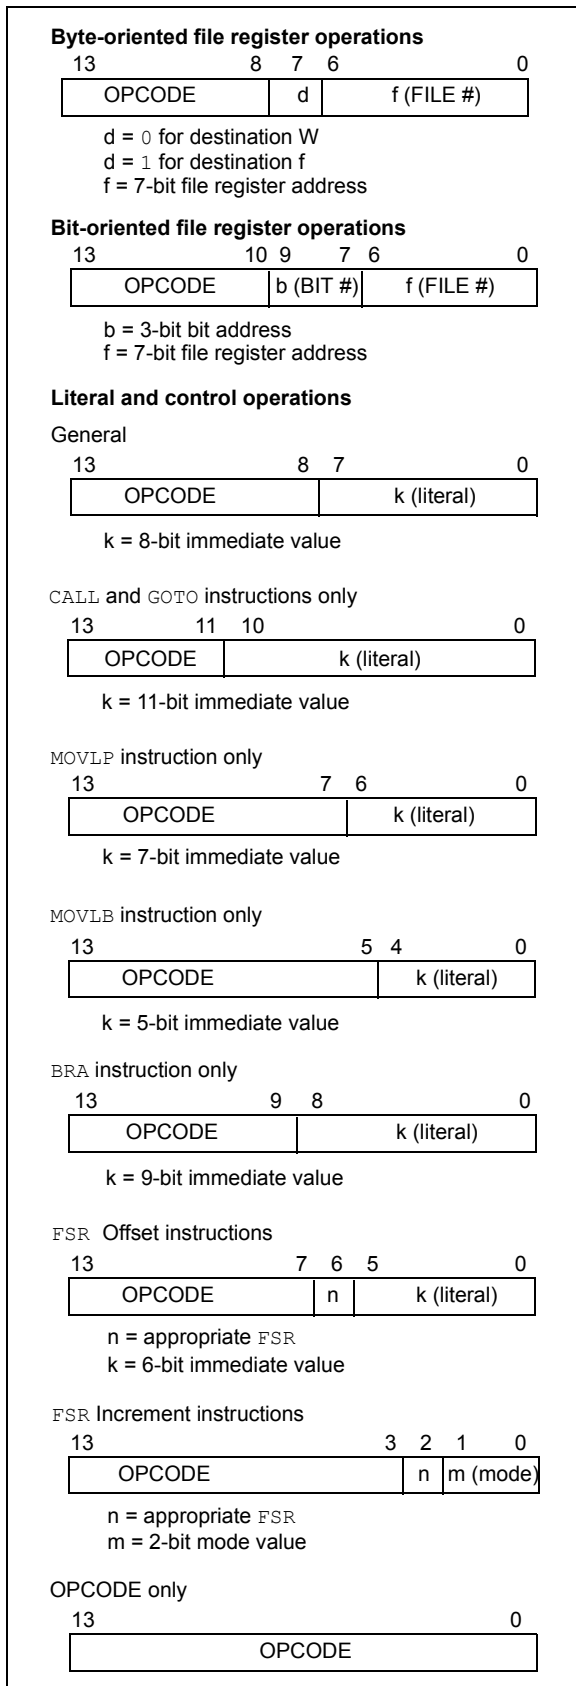 Byte-oriented file register operations
13 8 7 6 0
OPCODE d f (FILE #)
d = 0 for destination W
d = 1 for destination f
f = 7-bit file register address
Bit-oriented file register operations
13 10 9 7 6 0
OPCODE b (BIT #) f (FILE #)
b = 3-bit bit address
f = 7-bit file register address
Literal and control operations
General
13 8 7 0
OPCODE k (literal)
k = 8-bit immediate value
CALL and GOTO instructions only
13 11 10 0
OPCODE k (literal)
k = 11-bit immediate value
MOVLP instruction only
13 7 6 0
OPCODE k (literal)
k = 7-bit immediate value
MOVLB instruction only
13 5 4 0
OPCODE k (literal)
k = 5-bit immediate value
BRA instruction only
13 9 8 0
OPCODE k (literal)
k = 9-bit immediate value
FSR Offset instructions
13 7 6 5 0
OPCODE n k (literal)
n = appropriate FSR
k = 6-bit immediate value
FSR Increment instructions
13 3 2 1 0
OPCODE n m (mode)
n = appropriate FSR
m = 2-bit mode value
OPCODE only
13 0
OPCODE